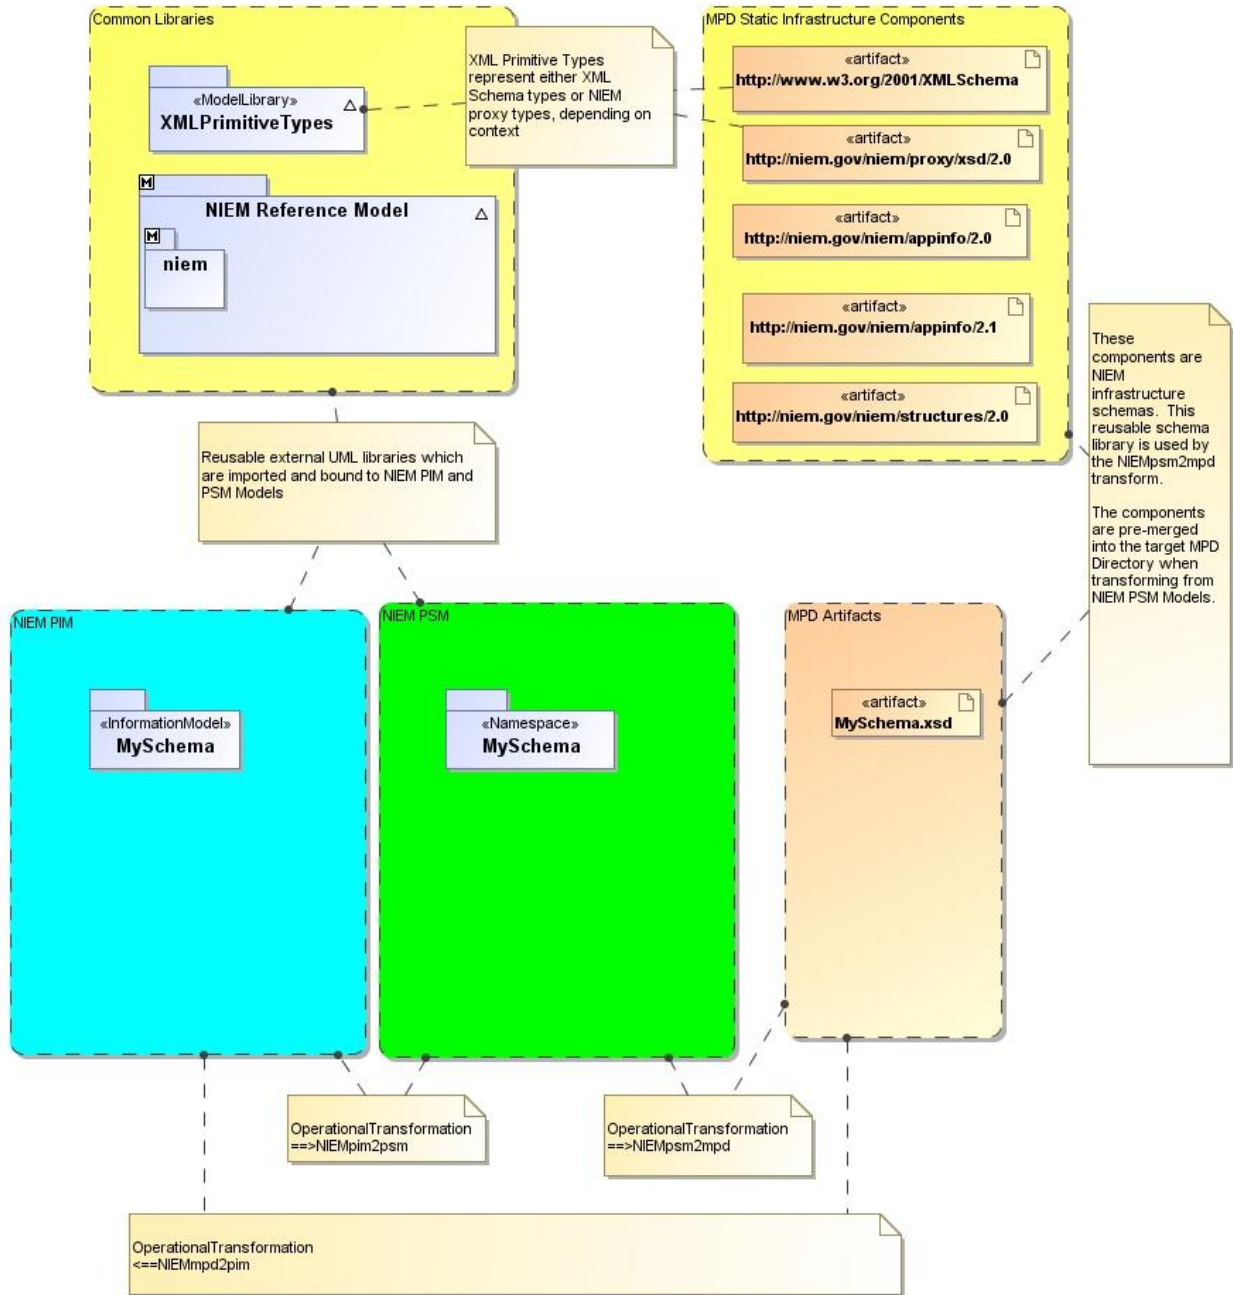 Common Libraries
«ModelLibrary»
XMLPrimitiveTypes
M
NIEM Reference Model
M
niem
XML Primitive Types
represent either XML
Schema types or NIEM
proxy types, depending on
context
MPD Static Infrastructure Components
«artifact»
http://www.w3.org/2001/XMLSchema
«artifact»
http://niem.gov/niem/proxy/xsd/2.0
«artifact»
http://niem.gov/niem/appinfo/2.0
«artifact»
http://niem.gov/niem/appinfo/2.1
«artifact»
http://niem.gov/niem/structures/2.0
These
components are
NIEM
infrastructure
schemas.  This
reusable schema
library is used by
the NIEMpsm2mpd
transform.
The components
are pre-merged
into the target MPD
Directory when
transforming from
NIEM PSM Models.
Reusable external UML libraries which
are imported and bound to NIEM PIM and
PSM Models
NIEM PIM
«InformationModel»
MySchema
NIEM PSM
«Namespace»
MySchema
MPD Artifacts
«artifact»
MySchema.xsd
OperationalTransformation
==>NIEMpim2psm
OperationalTransformation
==>NIEMpsm2mpd
OperationalTransformation
<==NIEMmpd2pim